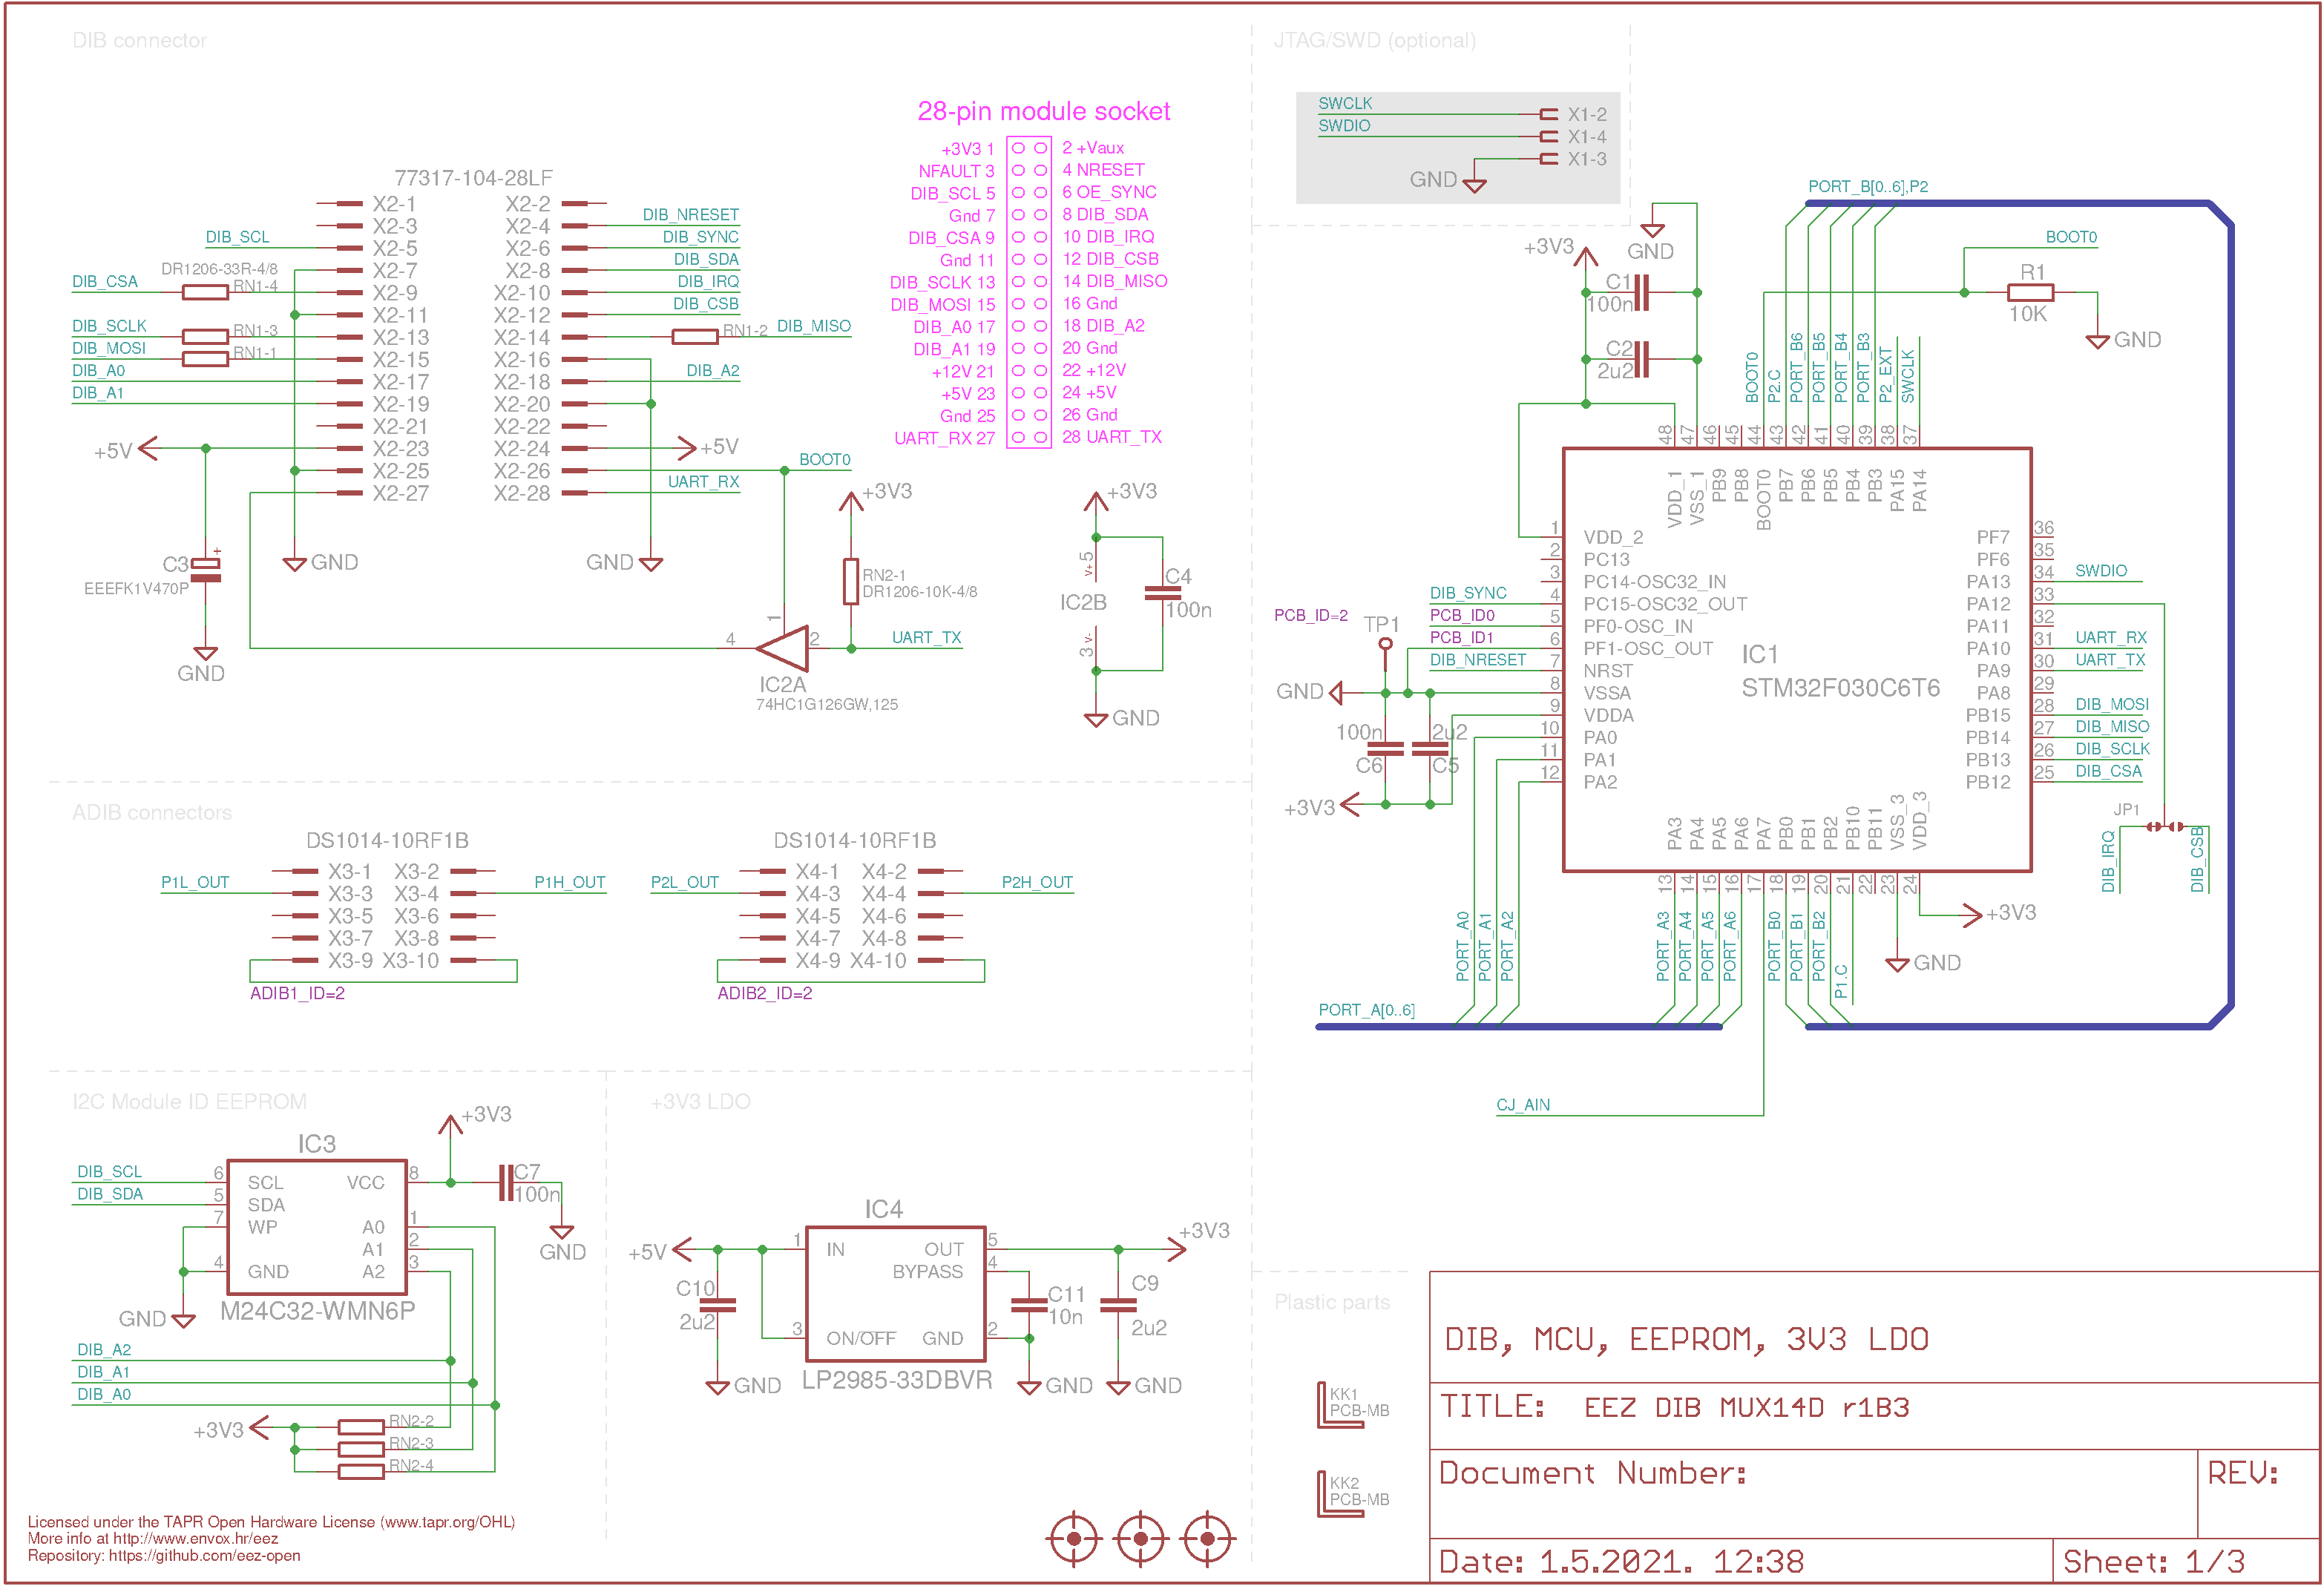 DIB connector
77317-104-28LF
X2-1 X2-2
X2-3 X2-4 DIB_NRESET
DIB_SCL X2-5 X2-6 DIB_SYNC
DR1206-33R-4/8 X2-7 X2-8 DIB_SDA
DIB_CSA RN1-4 X2-9 X2-10 DIB_IRQ
X2-11 X2-12 DIB_CSB
DIB_SCLK RN1-3 X2-13 X2-14 RN1-2 DIB_MISO
DIB_MOSI RN1-1 X2-15 X2-16
DIB_A0 X2-17 X2-18 DIB_A2
DIB_A1 X2-19 X2-20
X2-21 X2-22
+5V X2-23 X2-24 +5V
X2-25 X2-26 BOOT0
X2-27 X2-28 UART_RX
+
C3
EEEFK1V470P
GND
GND
GND
+3V3
RN2-1
DR1206-10K-4/8
1
4 2 UART_TX
IC2A
74HC1G126GW,125
+3V3
V+ 5
IC2B
3 V-
C4
100n
GND
28-pin module socket
+3V3 1 2 +Vaux
NFAULT 3 4 NRESET
DIB_SCL 5 6 OE_SYNC
Gnd 7 8 DIB_SDA
DIB_CSA 9 10 DIB_IRQ
Gnd 11 12 DIB_CSB
DIB_SCLK 13 14 DIB_MISO
DIB_MOSI 15 16 Gnd
DIB_A0 17 18 DIB_A2
DIB_A1 19 20 Gnd
+12V 21 22 +12V
+5V 23 24 +5V
Gnd 25 26 Gnd
UART_RX 27 28 UART_TX
JTAG/SWD (optional)
SWCLK X1-2
SWDIO X1-4
X1-3
GND
PORT_B[0..6],P2
+3V3
GND
C1
100n
C2
2u2
BOOT0
R1
10K
GND
BOOT0
P2.C
PORT_B6
PORT_B5
PORT_B4
PORT_B3
P2_EXT
SWCLK
48 47 46 45 44 43 42 41 40 39 38 37
VDD_1
VSS_1
PB9
PB8
BOOT0
PB7
PB6
PB5
PB4
PB3
PA15
PA14
1 VDD_2
2 PC13
3 PC14-OSC32_IN
DIB_SYNC 4 PC15-OSC32_OUT
PCB_ID=2
PCB_ID0 5 PF0-OSC_IN
PCB_ID1 6 PF1-OSC_OUT
DIB_NRESET 7 NRST
8 VSSA
9 VDDA
10 PA0
11 PA1
12 PA2
TP1
GND
100n
C6
2u2
C5
+3V3
IC1
STM32F030C6T6
PF7 36
PF6 35
PA13 34 SWDIO
PA12 33
PA11 32
PA10 31 UART_RX
PA9 30 UART_TX
PA8 29
PB15 28 DIB_MOSI
PB14 27 DIB_MISO
PB13 26 DIB_SCLK
PB12 25 DIB_CSA
JP1
DIB_IRQ
DIB_CSB
PA3
PA4
PA5
PA6
PA7
PB0
PB1
PB2
PB10
PB11
VSS_3
VDD_3
13 14 15 16 17 18 19 20 21 22 23 24
PORT_A0
PORT_A1
PORT_A2
PORT_A3
PORT_A4
PORT_A5
PORT_A6
PORT_B0
PORT_B1
PORT_B2
P1.C
+3V3
GND
PORT_A[0..6]
CJ_AIN
ADIB connectors
DS1014-10RF1B
X3-1 X3-2
P1L_OUT X3-3 X3-4 P1H_OUT
X3-5 X3-6
X3-7 X3-8
X3-9 X3-10
ADIB1_ID=2
DS1014-10RF1B
X4-1 X4-2
P2L_OUT X4-3 X4-4 P2H_OUT
X4-5 X4-6
X4-7 X4-8
X4-9 X4-10
ADIB2_ID=2
I2C Module ID EEPROM
+3V3
IC3
DIB_SCL 6 SCL VCC 8
DIB_SDA 5 SDA
7 WP A0 1
A1 2
4 GND A2 3
C7
100n
GND
GND
M24C32-WMN6P
DIB_A2
DIB_A1
DIB_A0
+3V3
RN2-2
RN2-3
RN2-4
+3V3 LDO
IC4
+5V 1 IN OUT 5 +3V3
BYPASS 4
3 ON/OFF GND 2
C10
2u2
C11
10n
C9
2u2
GND
LP2985-33DBVR
GND
GND
Plastic parts
KK1
PCB-MB
KK2
PCB-MB
DIB, MCU, EEPROM, 3V3 LDO
TITLE: EEZ DIB MUX14D r1B3
Document Number:
REV:
Date: 1.5.2021. 12:38
Sheet: 1/3
Licensed under the TAPR Open Hardware License (www.tapr.org/OHL)
More info at http://www.envox.hr/eez
Repository: https://github.com/eez-open